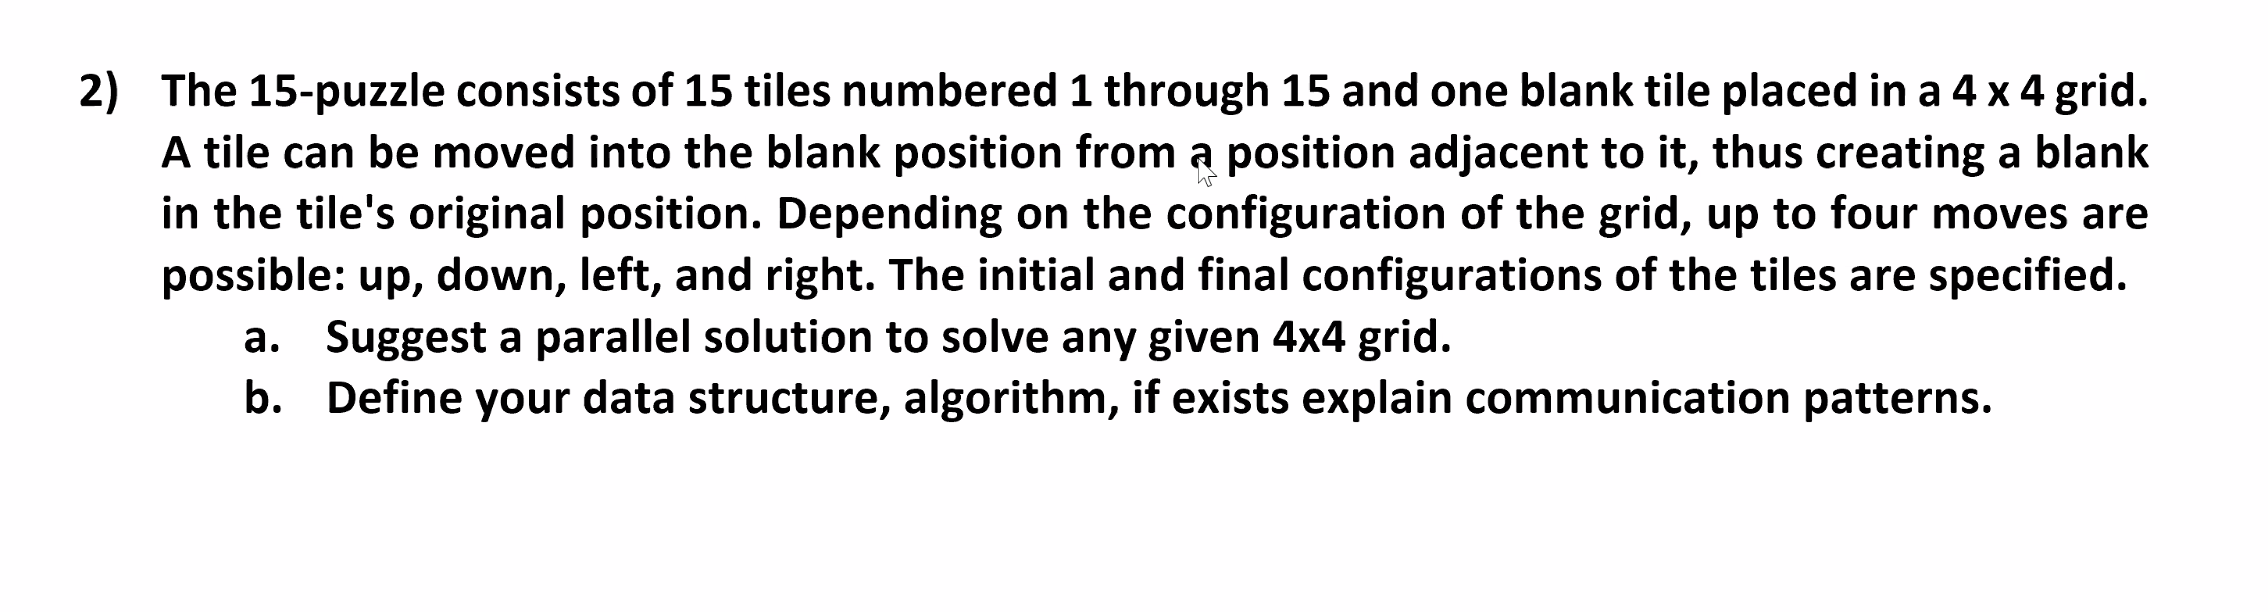 2) The 15-puzzle consists of 15 tiles numbered 1 through 15 and one blank tile placed in a 4 x 4 grid.
A tile can be moved into the blank position from a position adjacent to it, thus creating a blank
in the tile's original position. Depending on the configuration of the grid, up to four moves are
possible: up, down, left, and right. The initial and final configurations of the tiles are specified.
a. Suggest a parallel solution to solve any given 4x4 grid.
b. Define your data structure, algorithm, if exists explain communication patterns.